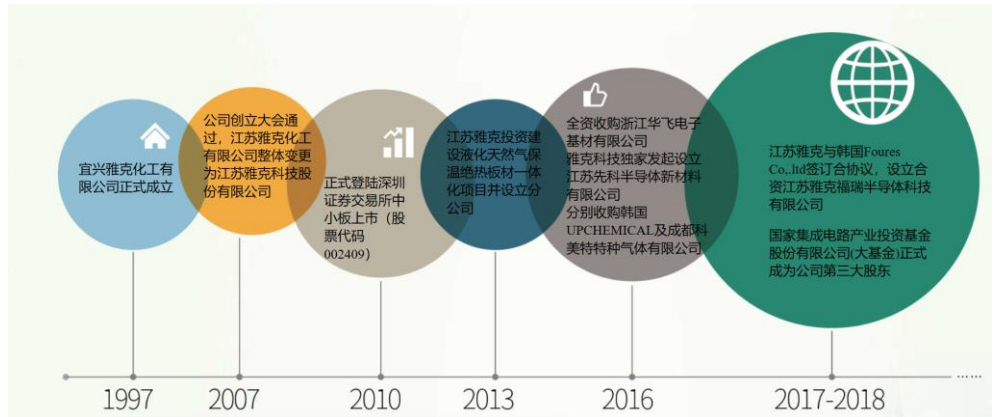 宜兴雅克化工有
限公司正式成立
公司创立大会通
过，江苏雅克化工
有限公司整体变更
为江苏雅克科技股
份有限公司
正式登陆深圳
证券交易所中
小板上市（股
票代码
002409）
江苏雅克投资建
设液化天然气保
温绝热板材一体
化项目并设立分
公司
全资收购浙江华飞电子
基材有限公司
雅克科技独家发起设立
江苏先科半导体新材料
有限公司
分别收购韩国
UPCHEMICAL及成都科
美特特种气体有限公司
江苏雅克与韩国Foures
Co,.ltd签订合协议，设立合
资江苏雅克福瑞半导体科技
有限公司
国家集成电路产业投资基金
股份有限公司(大基金)正式
成为公司第三大股东
1997
2007
2010
2013
2016
2017-2018
……